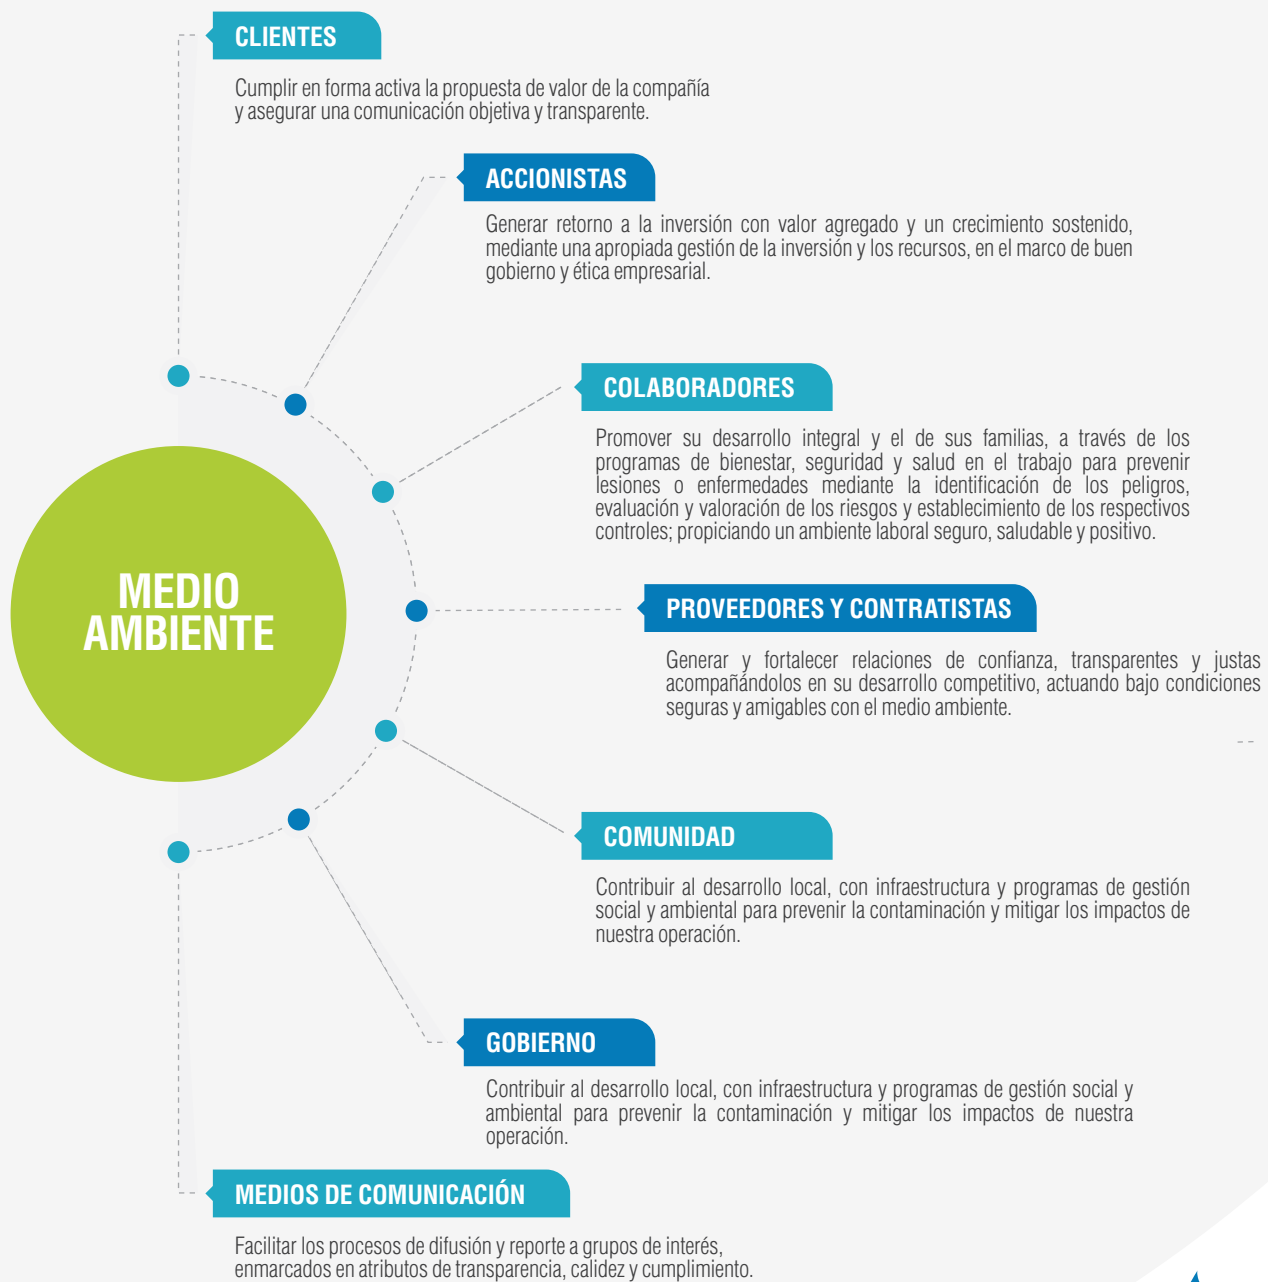 CLIENTES
Cumplir en forma activa la propuesta de valor de la compañía
y asegurar una comunicación objetiva y transparente.
ACCIONISTAS
Generar retorno a la inversión con valor agregado y un crecimiento sostenido,
mediante una apropiada gestión de la inversión y los recursos, en el marco de buen
gobierno y ética empresarial.
COLABORADORES
Promover su desarrollo integral y el de sus familias, a través de los
programas de bienestar, seguridad y salud en el trabajo para prevenir
lesiones o enfermedades mediante la identificación de los peligros,
evaluación y valoración de los riesgos y establecimiento de los respectivos
controles; propiciando un ambiente laboral seguro, saludable y positivo.
MEDIO
AMBIENTE
PROVEEDORES Y CONTRATISTAS
Generar y fortalecer relaciones de confianza, transparentes y justas
acompañándolos en su desarrollo competitivo, actuando bajo condiciones
seguras y amigables con el medio ambiente.
COMUNIDAD
Contribuir al desarrollo local, con infraestructura y programas de gestión
social y ambiental para prevenir la contaminación y mitigar los impactos de
nuestra operación.
GOBIERNO
Contribuir al desarrollo local, con infraestructura y programas de gestión social y
ambiental para prevenir la contaminación y mitigar los impactos de nuestra
operación.
MEDIOS DE COMUNICACIÓN
Facilitar los procesos de difusión y reporte a grupos de interés,
enmarcados en atributos de transparencia, calidez y cumplimiento.